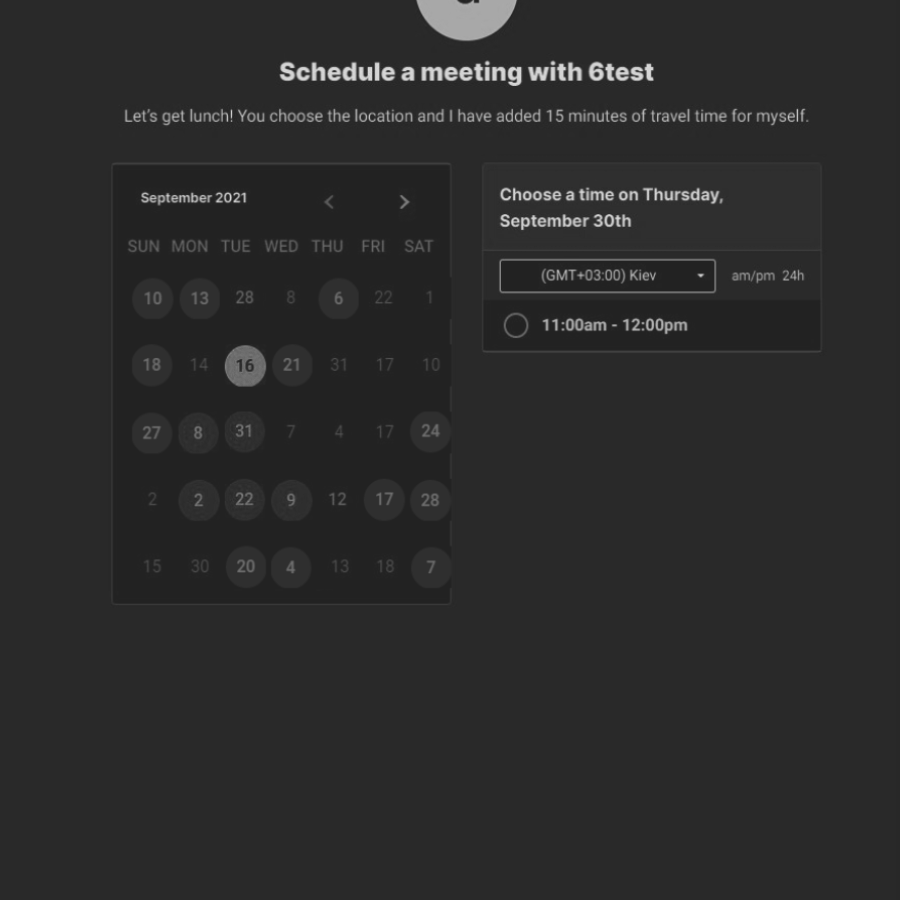 Schedule a meeting with 6test
Let's get lunch! You choose the location and I have added 15 minutes of travel time for myself.
September 2021
SUN MON TUE WED THU FRI SAT
10 13 28 8 6 22 1
18 14 16 21 31 17 10
27 8 31 7 4 17 24
2 2 22 9 12 17 28
15 30 20 4 13 18 7
Choose a time on Thursday,
September 30th
(GMT+03:00) Kiev am/pm 24h
11:00am - 12:00pm